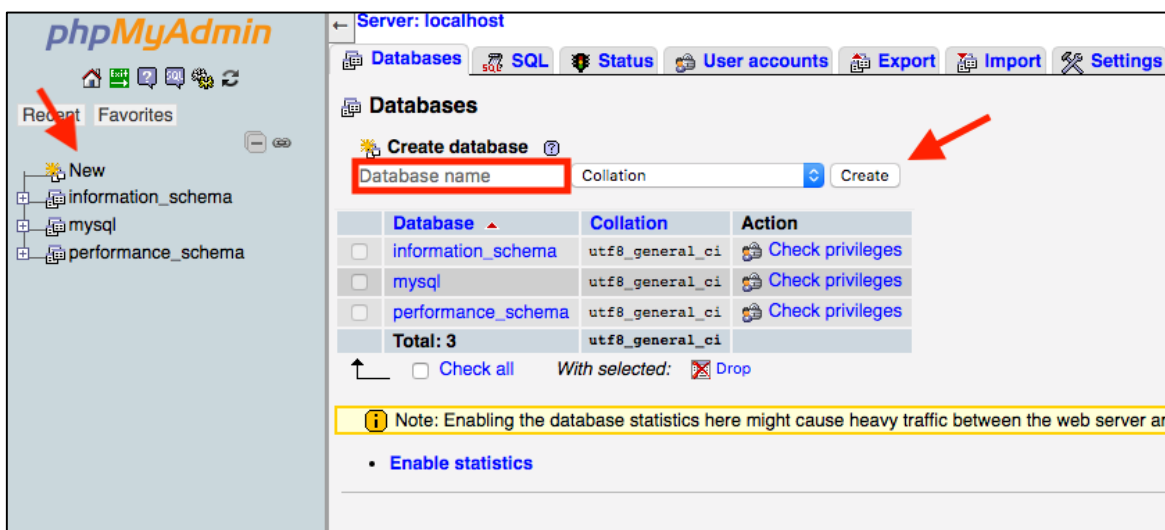 phpMyAdmin
Recent Favorites
New
information_schema
mysql
performance_schema
Server: localhost
Databases SQL Status User accounts Export Import Settings
Databases
Create database
Database name Collation Create
Database Collation Action
information_schema utf8_general_ci Check privileges
mysql utf8_general_ci Check privileges
performance_schema utf8_general_ci Check privileges
Total: 3 utf8_general_ci
Check all With selected: Drop
Note: Enabling the database statistics here might cause heavy traffic between the web server
Enable statistics